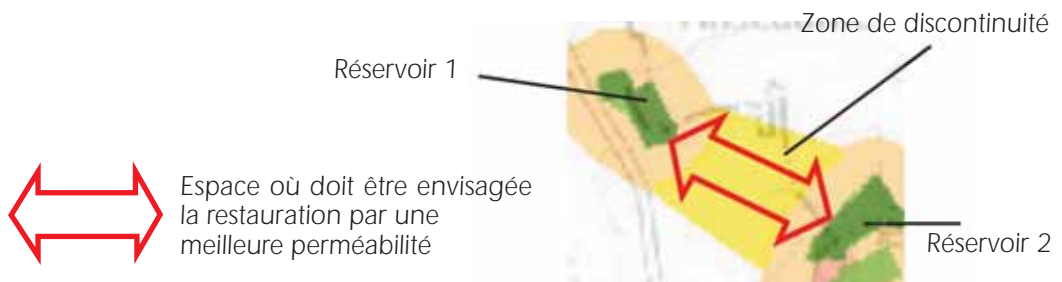 Zone de discontinuité
Réservoir 1
Espace où doit être envisagée
la restauration par une
meilleure perméabilité
Réservoir 2